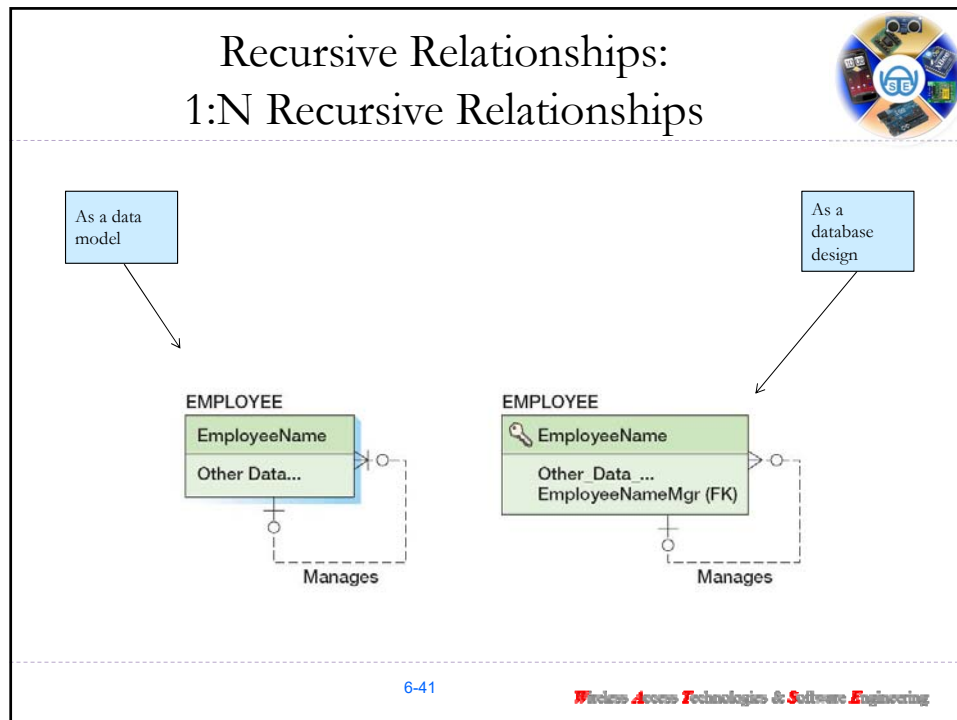 Recursive Relationships:
1:N Recursive Relationships
S E
As a data
model
As a
database
design
EMPLOYEE
EmployeeName
Other Data...
Manages
EMPLOYEE
EmployeeName
Other_Data_...
EmployeeNameMgr (FK)
Manages
6-41
Wireless Access Technologies & Software Engineering